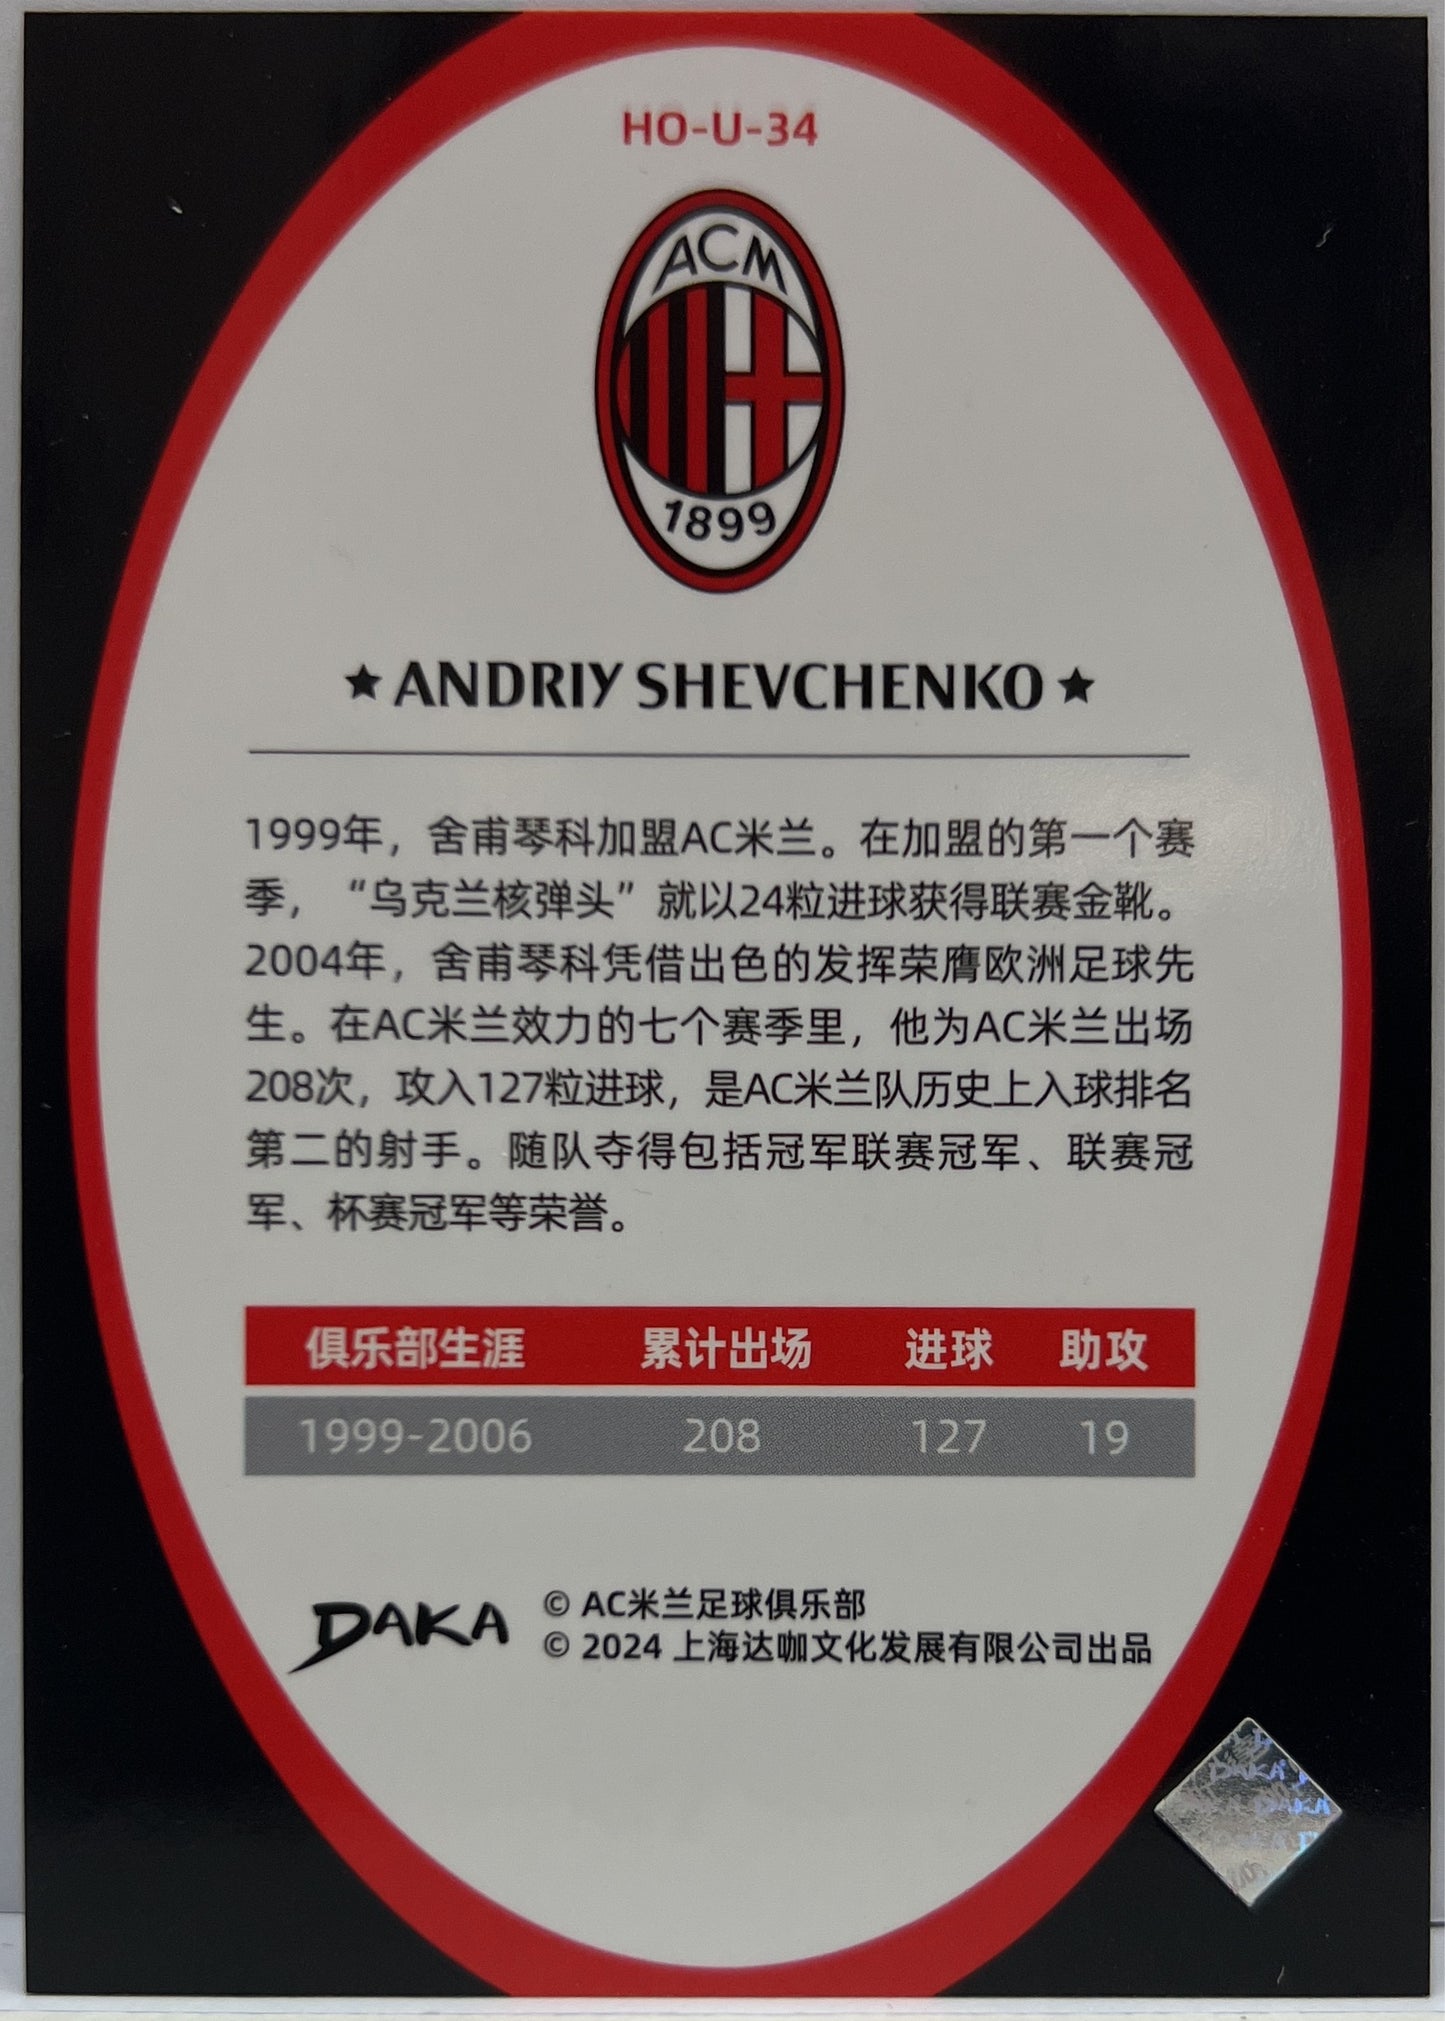 HO-U-34
ACM
1899
★ ANDRIY SHEVCHENKO ★
1999年，舍甫琴科加盟AC米兰。在加盟的第一个赛
季，“乌克兰核弹头”就以24粒进球获得联赛金靴。
2004年，舍甫琴科凭借出色的发挥荣膺欧洲足球先
生。在AC米兰效力的七个赛季里，他为AC米兰出场
208次，攻入127粒进球，是AC米兰队历史上入球排名
第二的射手。随队夺得包括冠军联赛冠军、联赛冠
军、杯赛冠军等荣誉。
俱乐部生涯 累计出场 进球 助攻
1999-2006 208 127 19
DAKA
© AC米兰足球俱乐部
© 2024 上海达咖文化发展有限公司出品
DAKA
DAKA